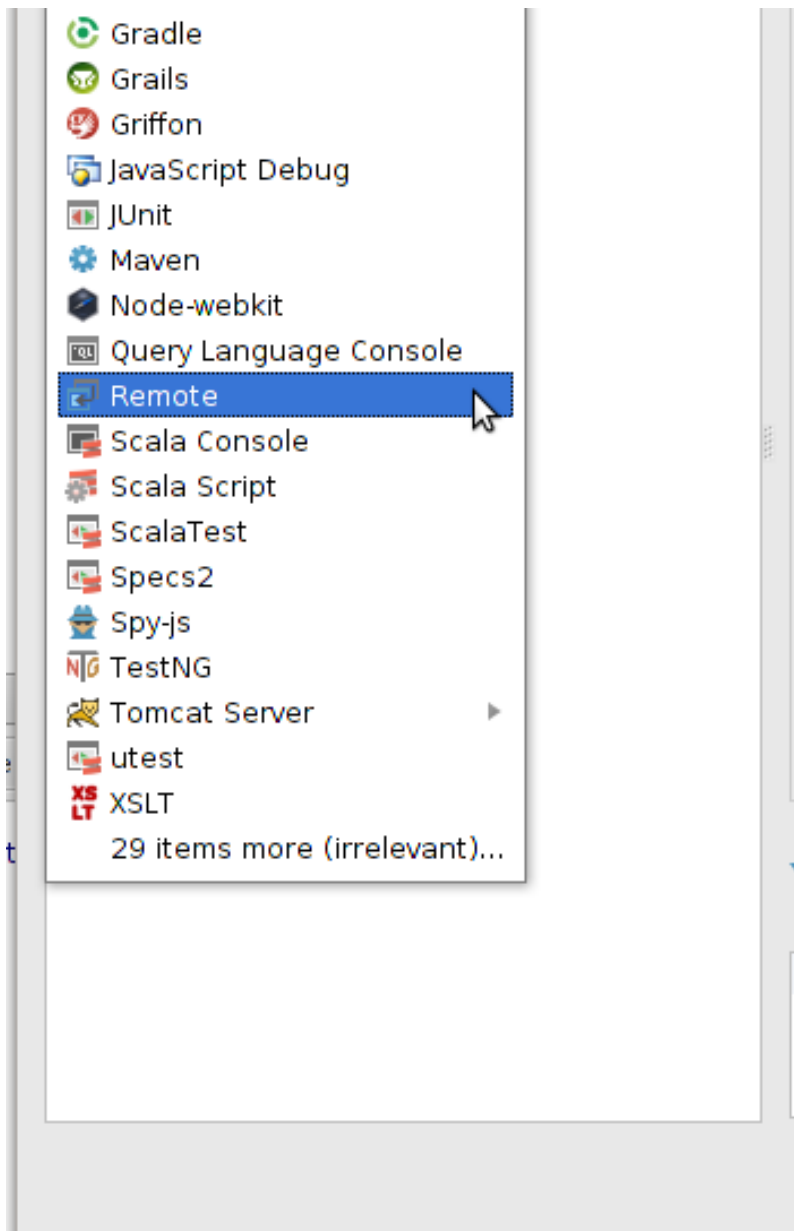 Gradle
Grails
Griffon
JavaScript Debug
JUnit
Maven
Node-webkit
Query Language Console
Remote
Scala Console
Scala Script
ScalaTest
Specs2
Spy-js
TestNG
Tomcat Server
utest
XSLT
29 items more (irrelevant)...